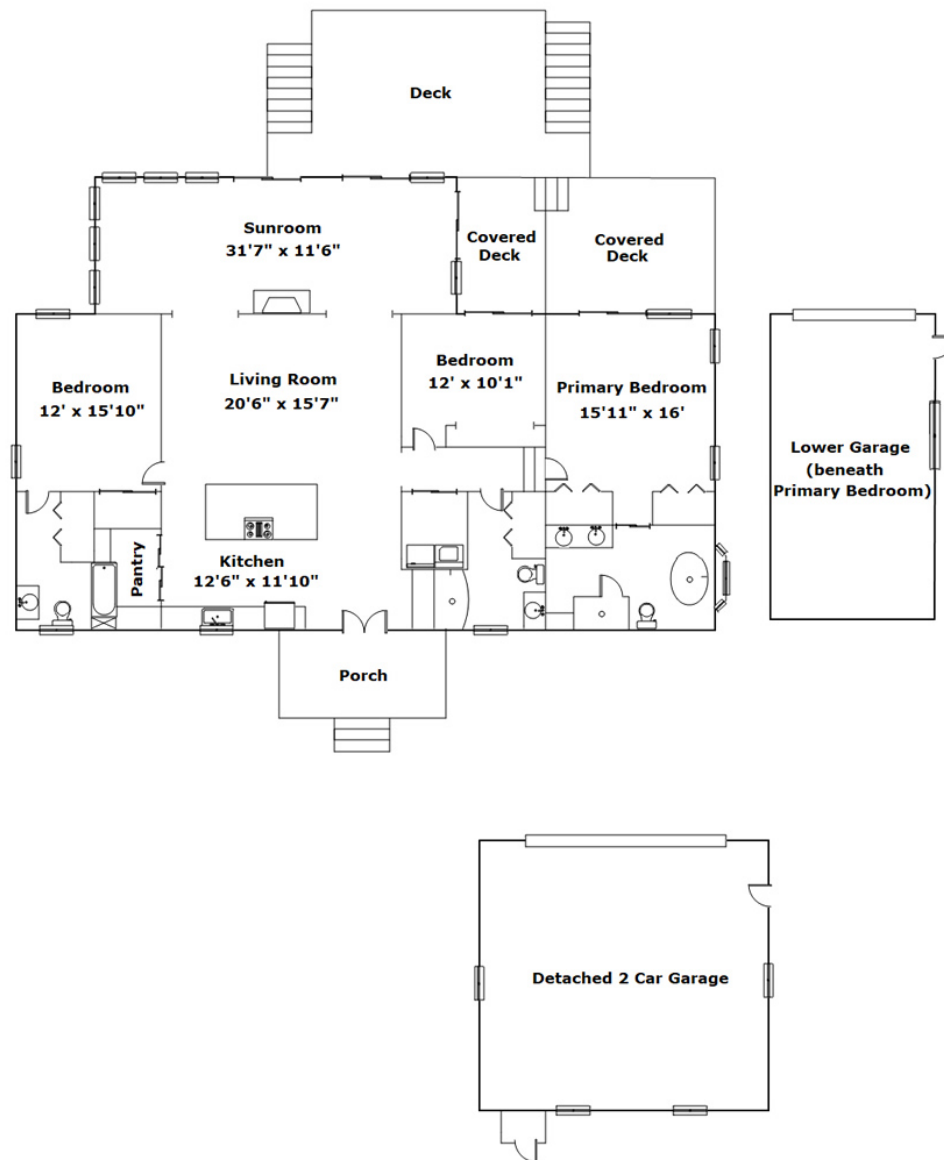 Deck
Sunroom
31'7" x 11'6"
Covered
Deck
Covered
Deck
Bedroom
12' x 15'10"
Living Room
20'6" x 15'7"
Bedroom
12' x 10'1"
Primary Bedroom
15'11" x 16'
Lower Garage
(beneath
Primary Bedroom)
Pantry
Kitchen
12'6" x 11'10"
Porch
Detached 2 Car Garage